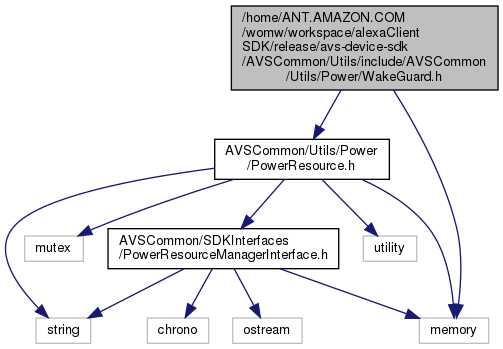 /home/ANT.AMAZON.COM
/womw/workspace/alexaClient
SDK/release/avs-device-sdk
/AVSCommon/Utils/include/AVSCommon
/Utils/Power/WakeGuard.h
AVSCommon/Utils/Power
/PowerResource.h
mutex
AVSCommon/SDKInterfaces
/PowerResourceManagerInterface.h
utility
string
chrono
ostream
memory